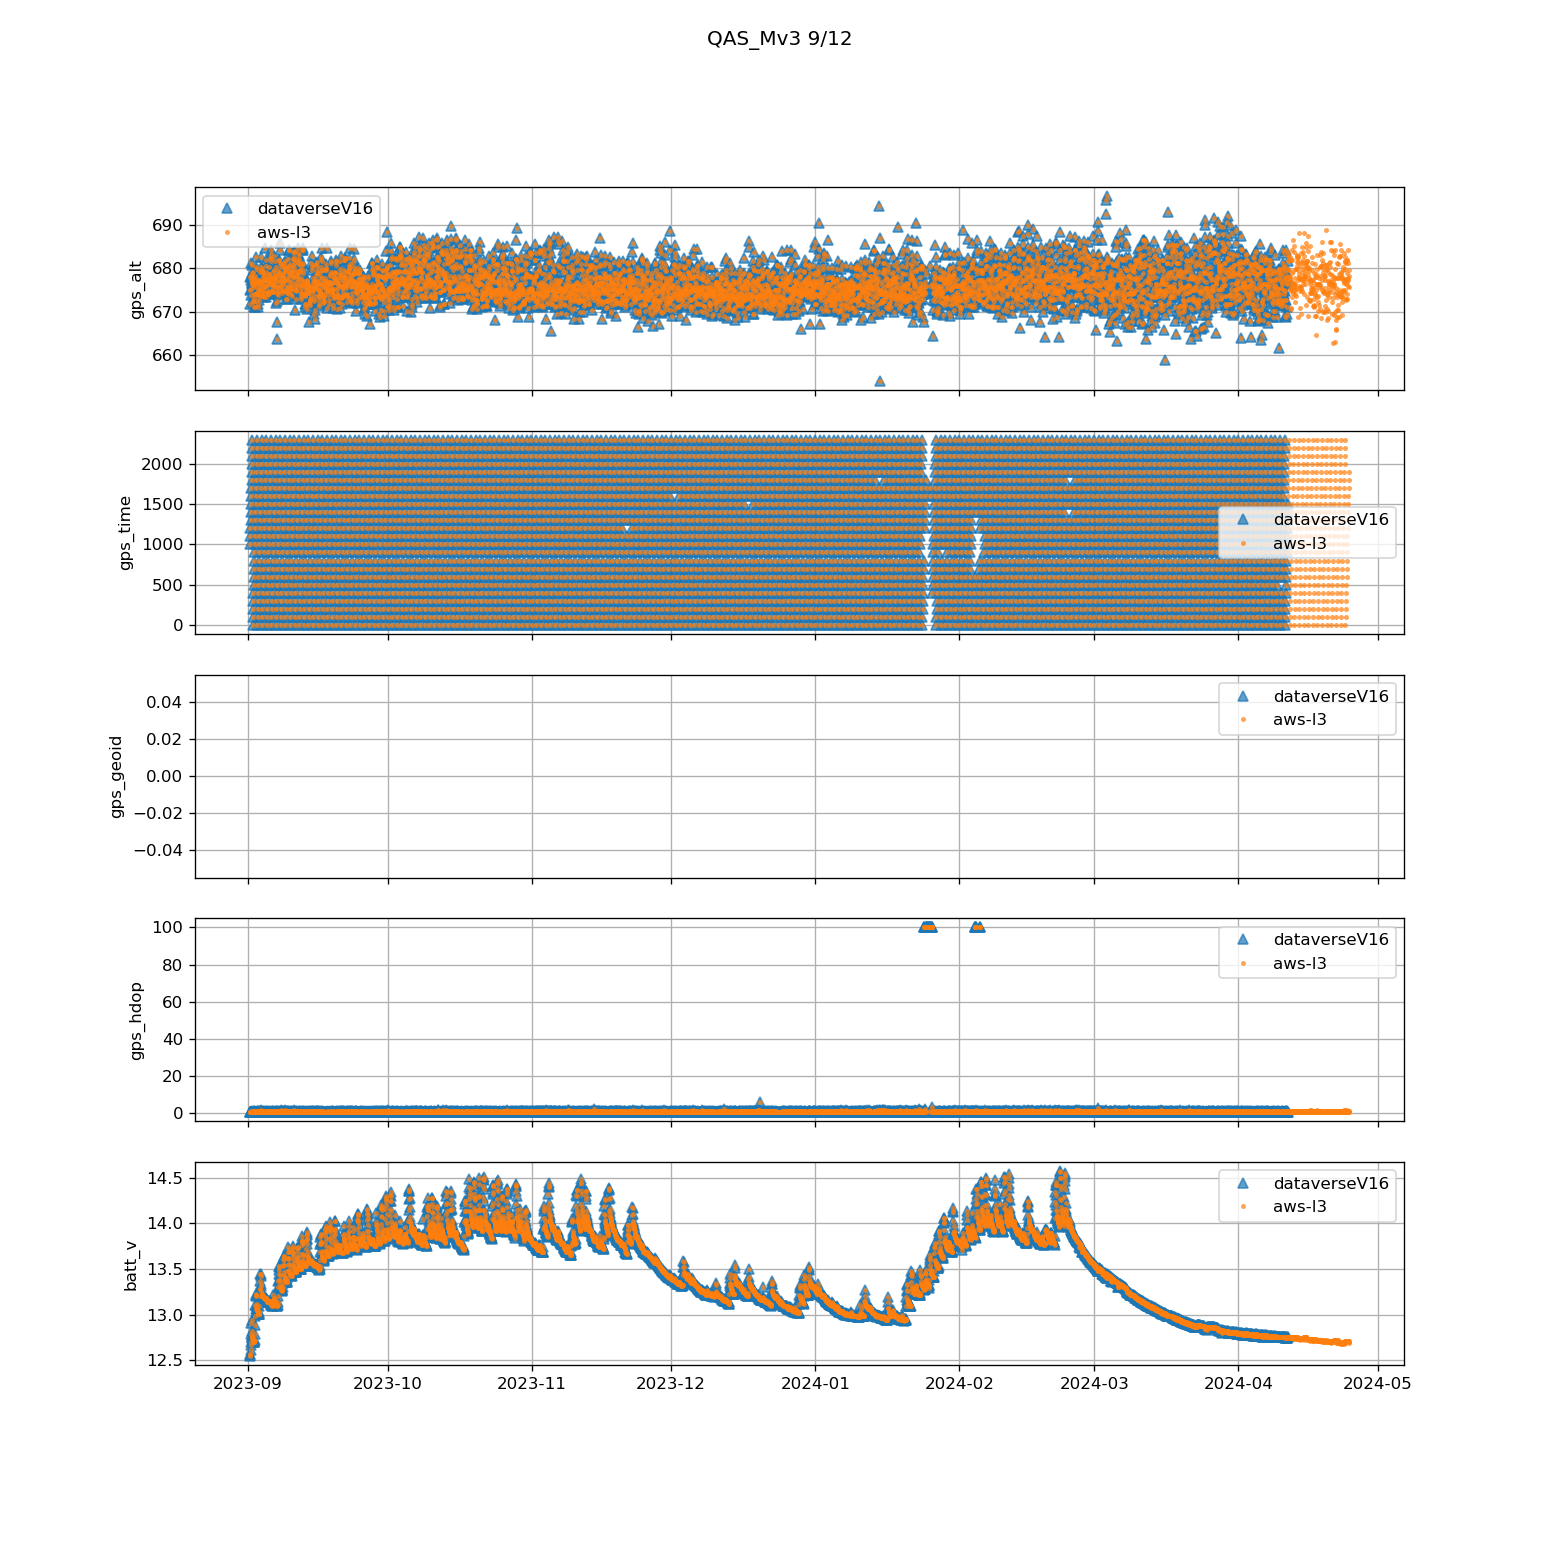 QAS_Mv3 9/12
dataverseV16
aws-l3
690
680
670
660
gps_alt
2000
1500
1000
500
0
gps_time
dataverseV16
aws-l3
0.04
0.02
0.00
−0.02
−0.04
gps_geoid
dataverseV16
aws-l3
100
80
60
40
20
0
gps_hdop
dataverseV16
aws-l3
14.5
14.0
13.5
13.0
12.5
batt_v
dataverseV16
aws-l3
2023-09 2023-10 2023-11 2023-12 2024-01 2024-02 2024-03 2024-04 2024-05